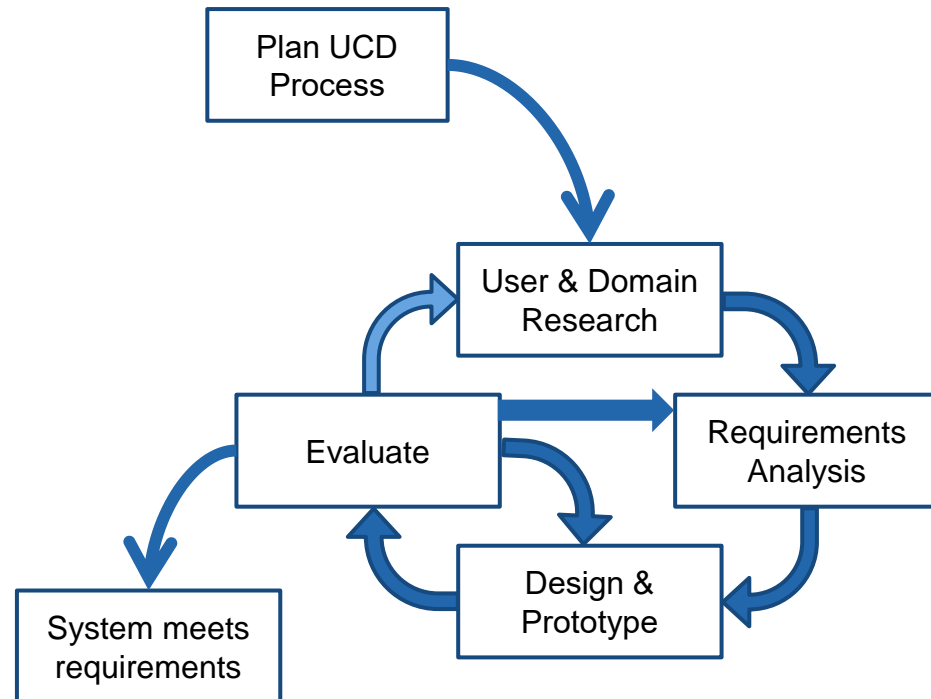 Plan UCD
Process
User & Domain
Research
Evaluate
Requirements
Analysis
Design &
Prototype
System meets
requirements